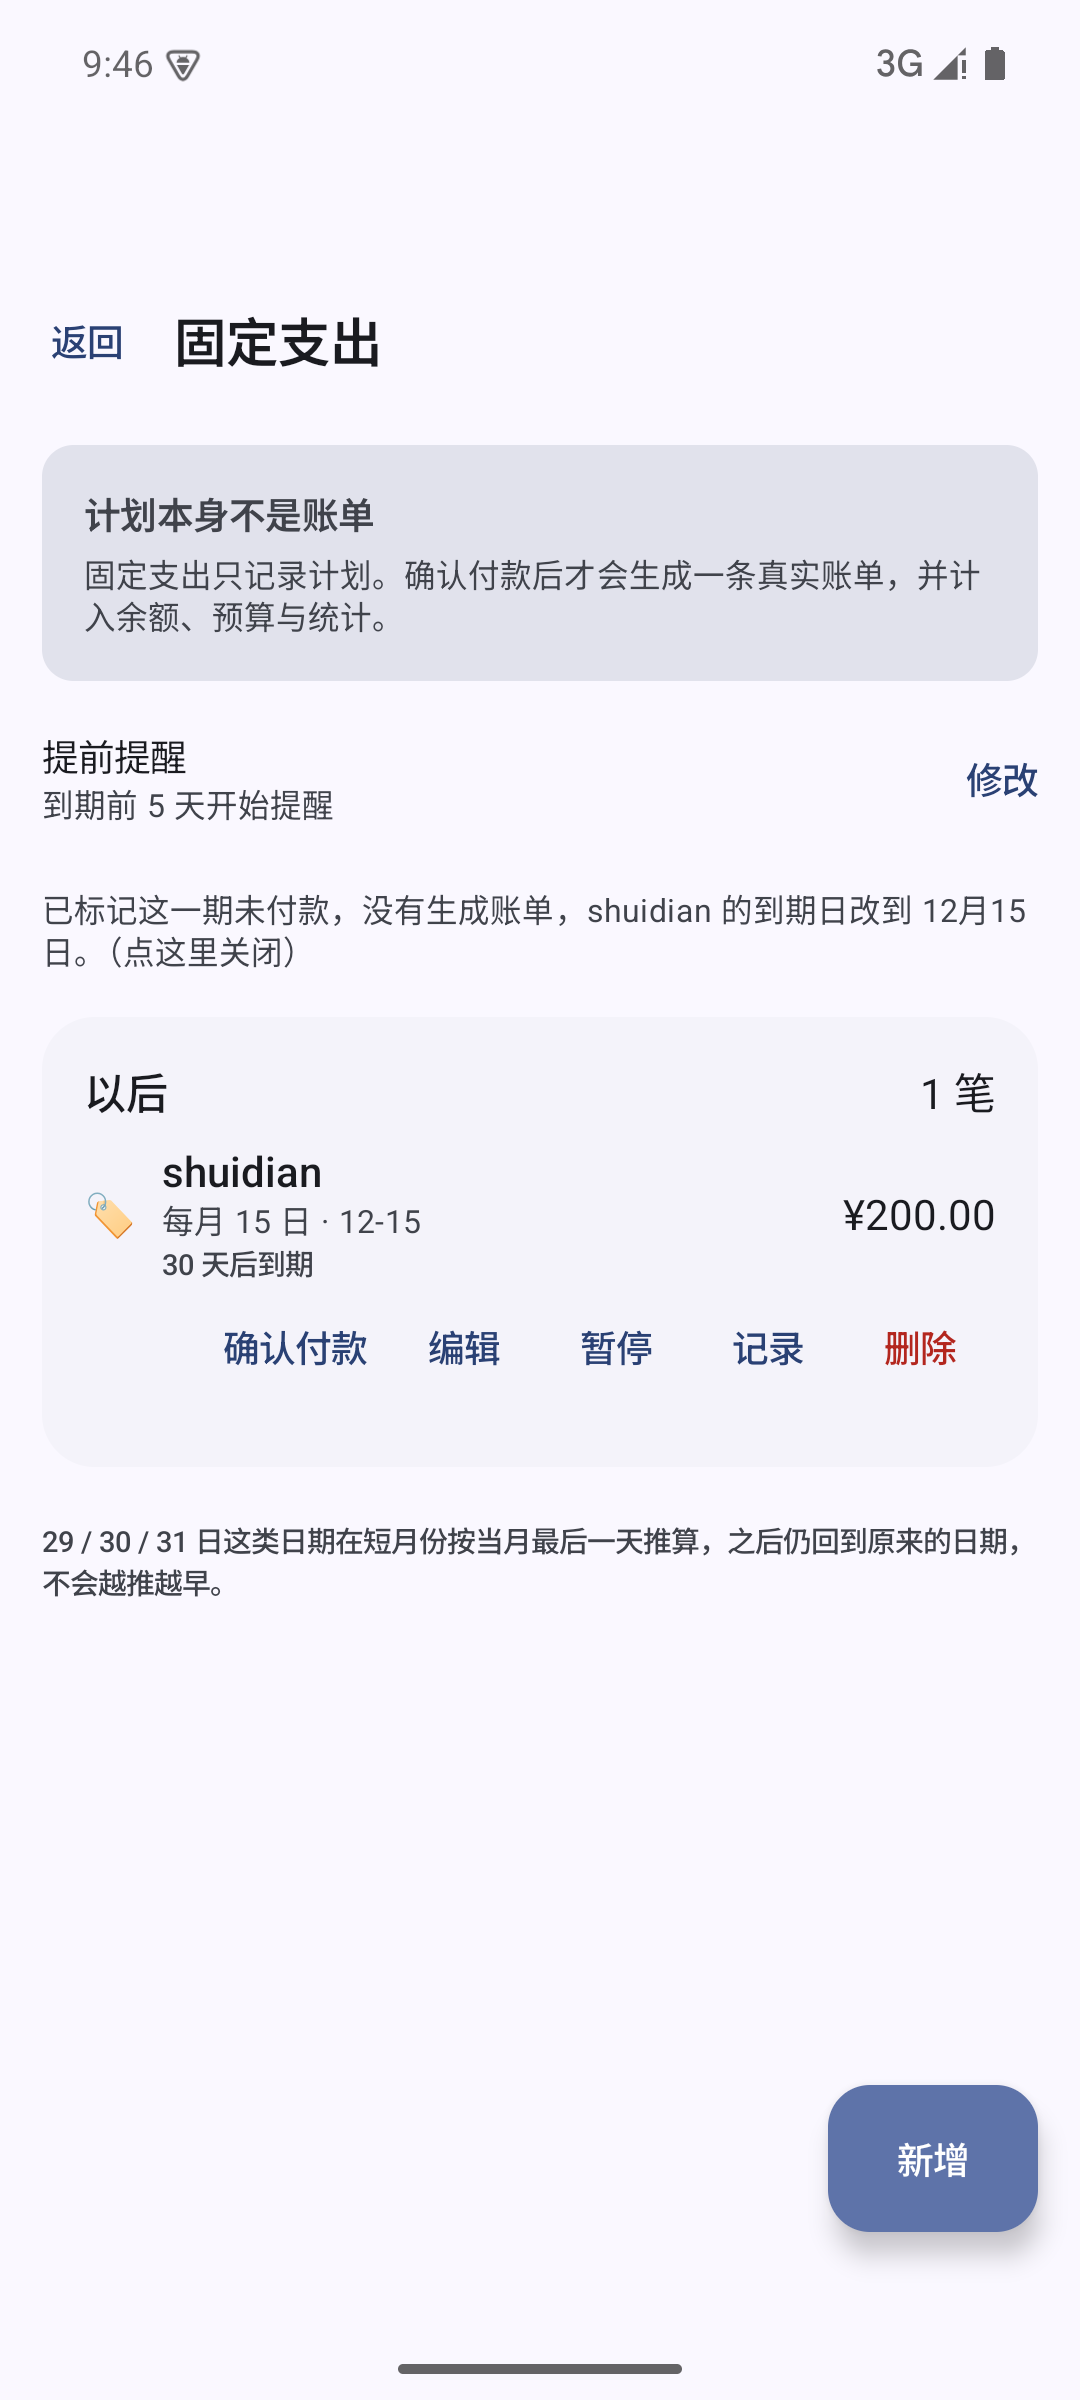 9:46
3G
返回
固定支出
计划本身不是账单
固定支出只记录计划。确认付款后才会生成一条真实账单，并计
入余额、预算与统计。
提前提醒
到期前 5 天开始提醒
修改
已标记这一期未付款，没有生成账单，shuidian 的到期日改到 12月15
日。（点这里关闭）
以后
1 笔
shuidian
每月 15 日 · 12-15
30 天后到期
¥200.00
确认付款
编辑
暂停
记录
删除
29 / 30 / 31 日这类日期在短月份按当月最后一天推算，之后仍回到原来的日期，
不会越推越早。
新增